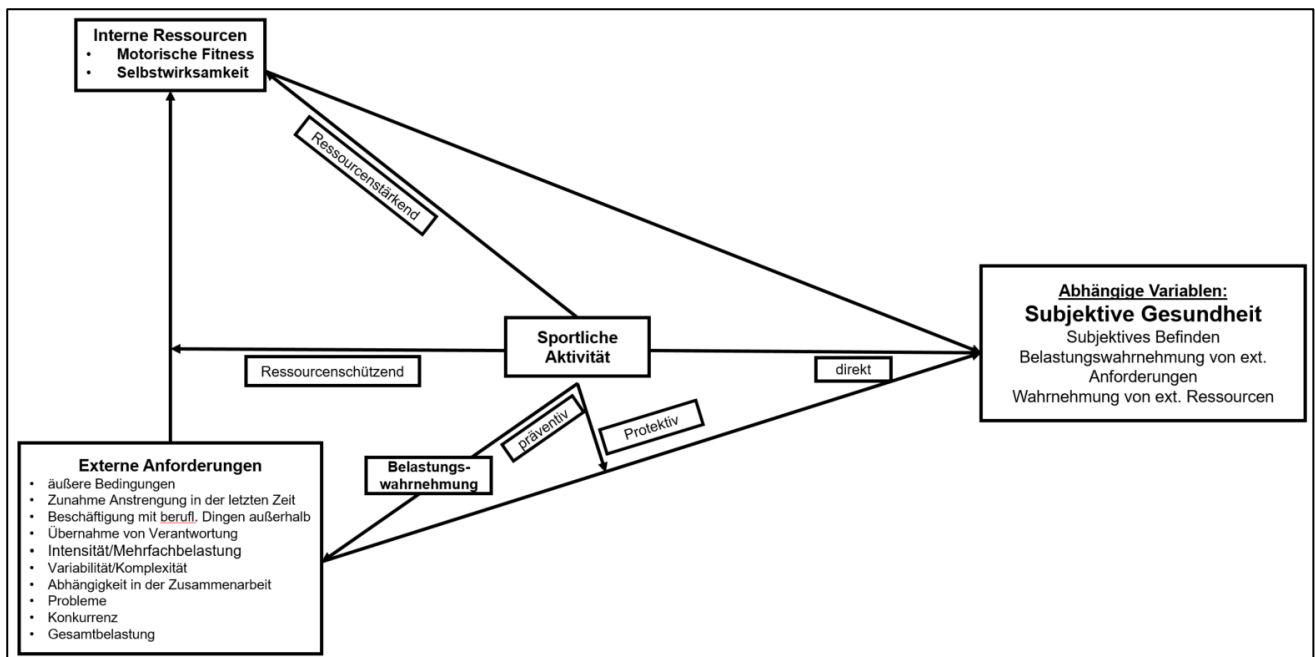 Interne Ressourcen
• Motorische Fitness
• Selbstwirksamkeit
Ressourcenstärkend
Sportliche
Aktivität
Ressourcenschützend
direkt
präventiv
Protektiv
Belastungs-
wahrnehmung
Abhängige Variablen:
Subjektive Gesundheit
Subjektives Befinden
Belastungswahrnehmung von ext.
Anforderungen
Wahrnehmung von ext. Ressourcen
Externe Anforderungen
• äußere Bedingungen
• Zunahme Anstrengung in der letzten Zeit
• Beschäftigung mit berufl. Dingen außerhalb
• Übernahme von Verantwortung
• Intensität/Mehrfachbelastung
• Variabilität/Komplexität
• Abhängigkeit in der Zusammenarbeit
• Probleme
• Konkurrenz
• Gesamtbelastung